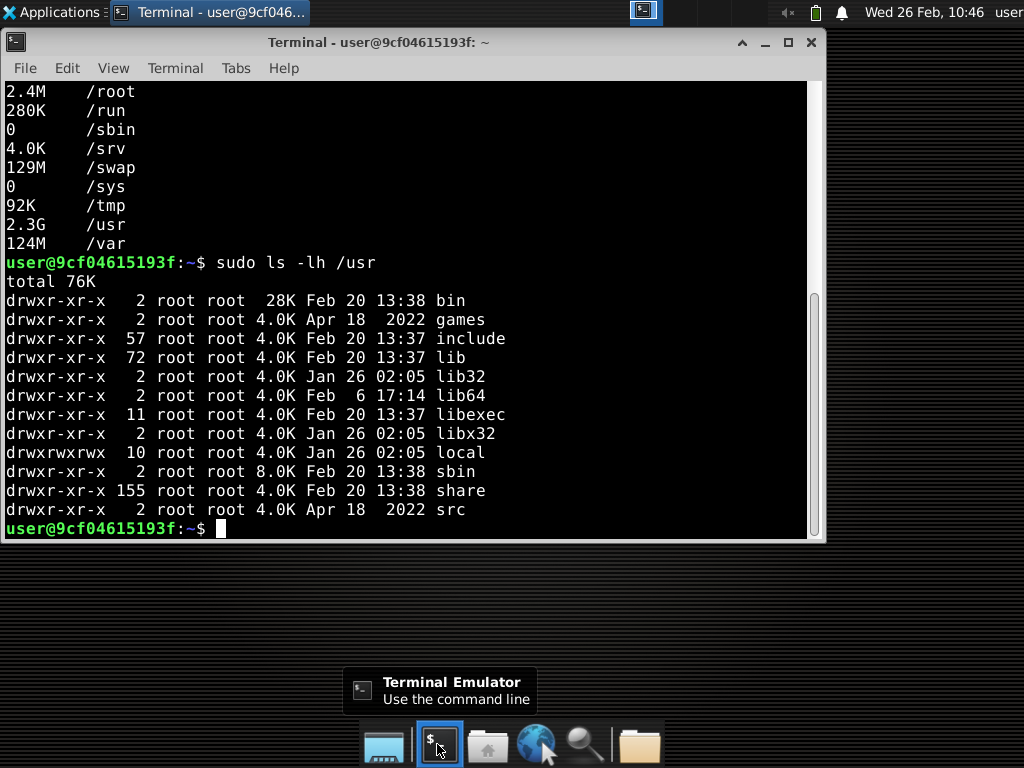 Applications
Terminal - user@9cf046...
Wed 26 Feb, 10:46
user
Terminal - user@9cf04615193f: ~
File Edit View Terminal Tabs Help
2.4M /root
280K /run
0 /sbin
4.0K /srv
129M /swap
0 /sys
92K /tmp
2.3G /usr
124M /var
user@9cf04615193f:~$ sudo ls -lh /usr
total 76K
drwxr-xr-x 2 root root 28K Feb 20 13:38 bin
drwxr-xr-x 2 root root 4.0K Apr 18 2022 games
drwxr-xr-x 57 root root 4.0K Feb 20 13:37 include
drwxr-xr-x 72 root root 4.0K Feb 20 13:37 lib
drwxr-xr-x 2 root root 4.0K Jan 26 02:05 lib32
drwxr-xr-x 2 root root 4.0K Feb 6 17:14 lib64
drwxr-xr-x 11 root root 4.0K Feb 20 13:37 libexec
drwxr-xr-x 2 root root 4.0K Jan 26 02:05 libx32
drwxrwxrwx 10 root root 4.0K Jan 26 02:05 local
drwxr-xr-x 2 root root 8.0K Feb 20 13:38 sbin
drwxr-xr-x 155 root root 4.0K Feb 20 13:38 share
drwxr-xr-x 2 root root 4.0K Apr 18 2022 src
user@9cf04615193f:~$
Terminal Emulator
Use the command line